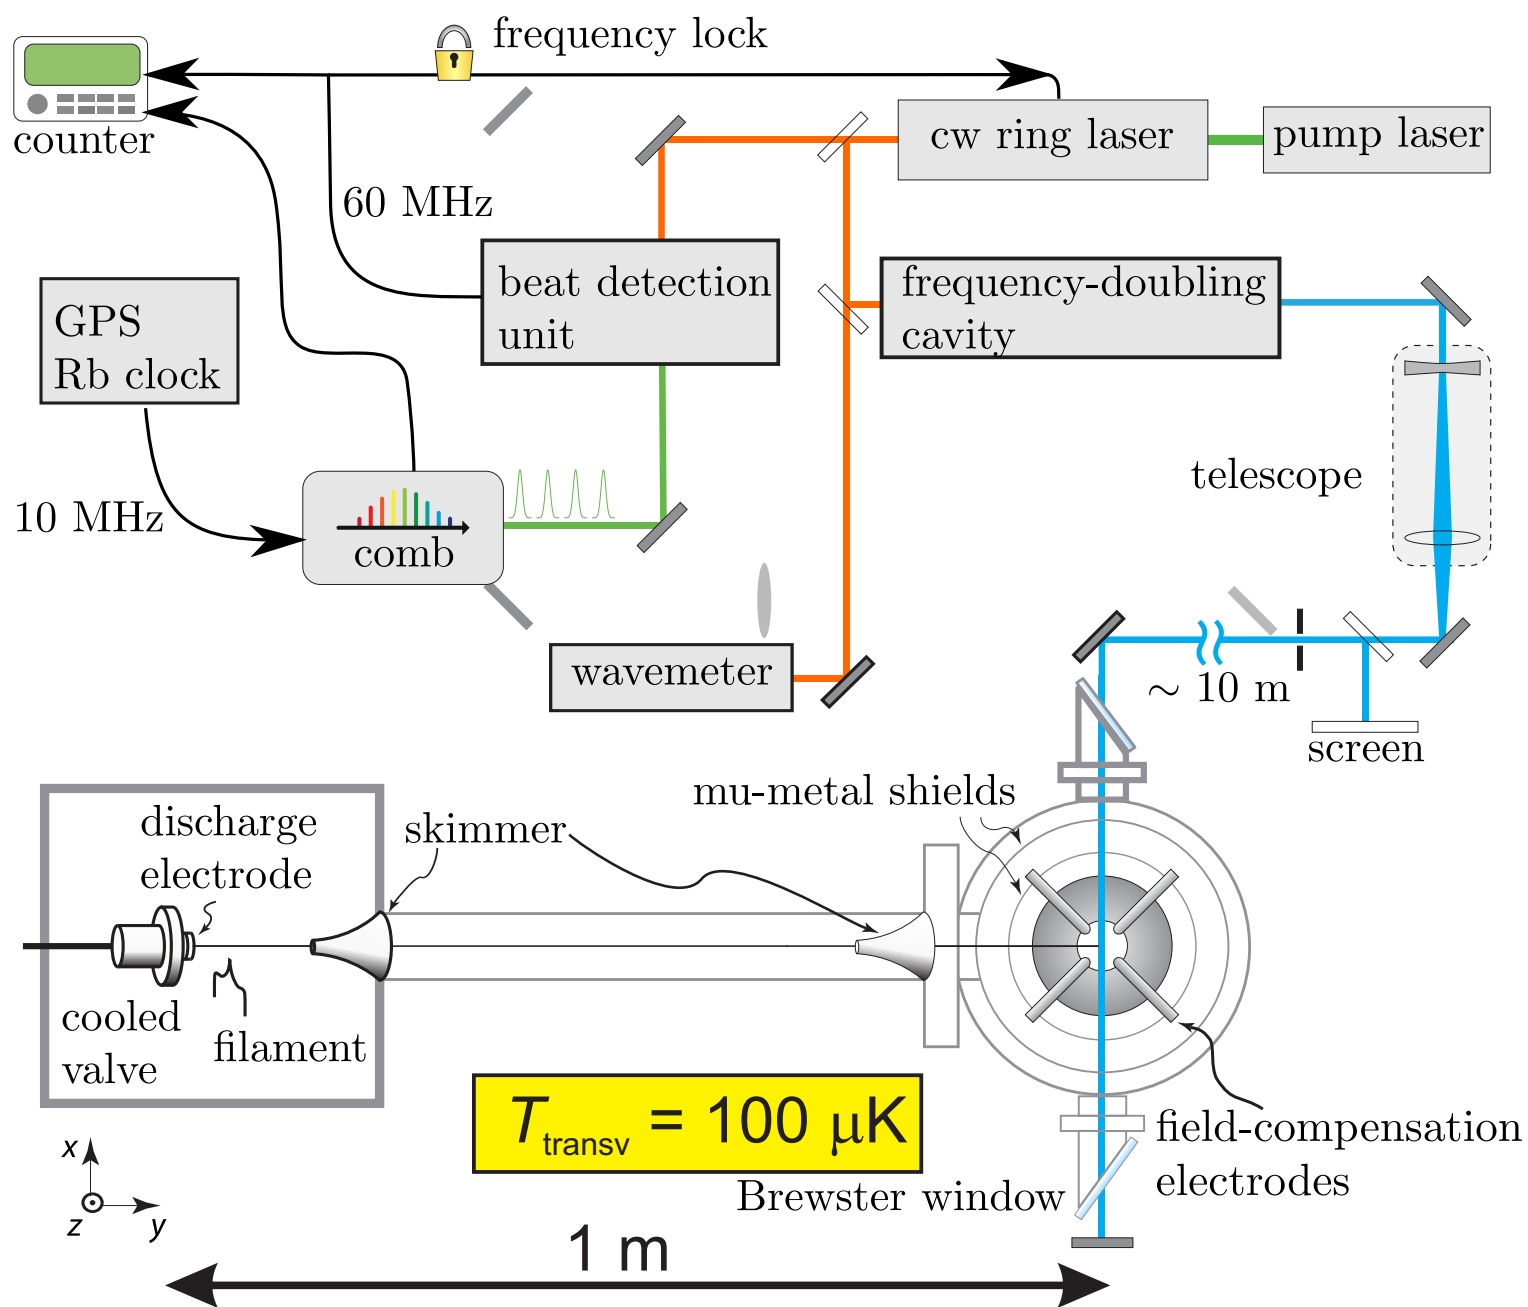 frequency lock
counter
cw ring laser
pump laser
60 MHz
beat detection
unit
frequency-doubling
cavity
GPS
Rb clock
telescope
10 MHz
comb
wavemeter
∼ 10 m
screen
mu-metal shields
discharge
electrode
skimmer
cooled
valve
filament
T transv = 100 µK
field-compensation
electrodes
Brewster window
x
z
y
1 m